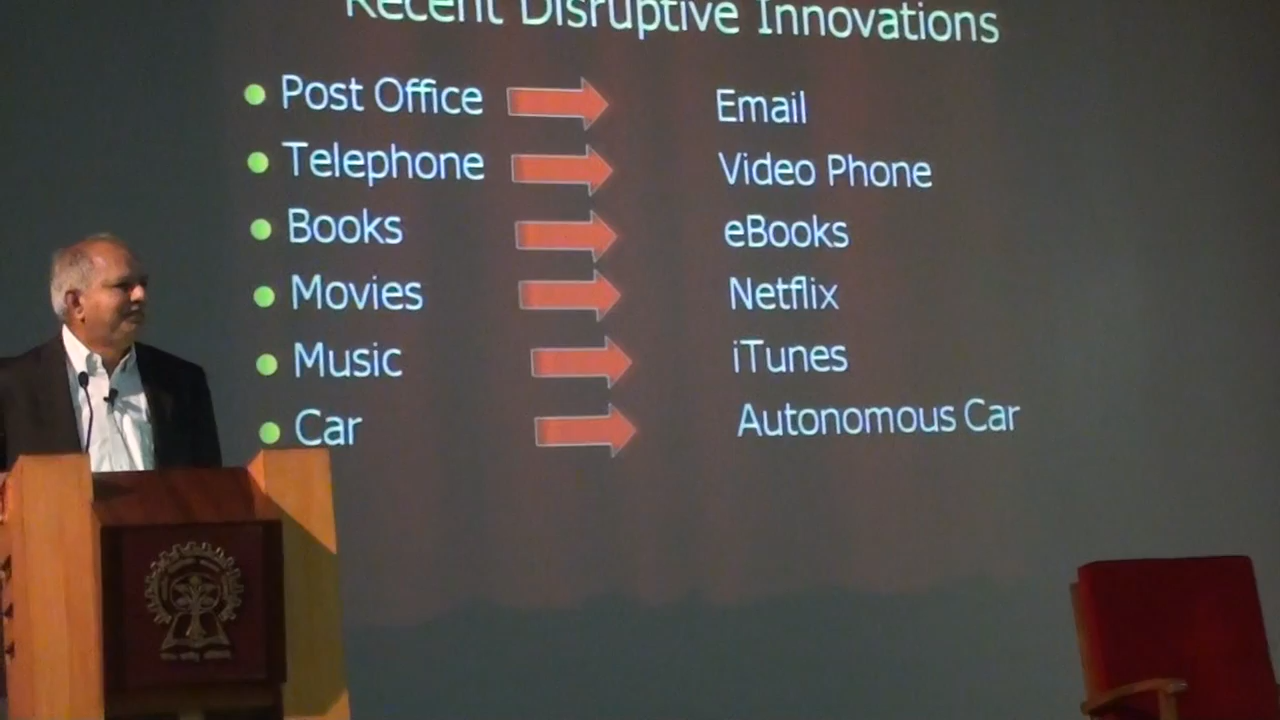 Recent Disruptive Innovations
Post Office Email
Telephone Video Phone
Books eBooks
Movies Netflix
Music iTunes
Car Autonomous Car